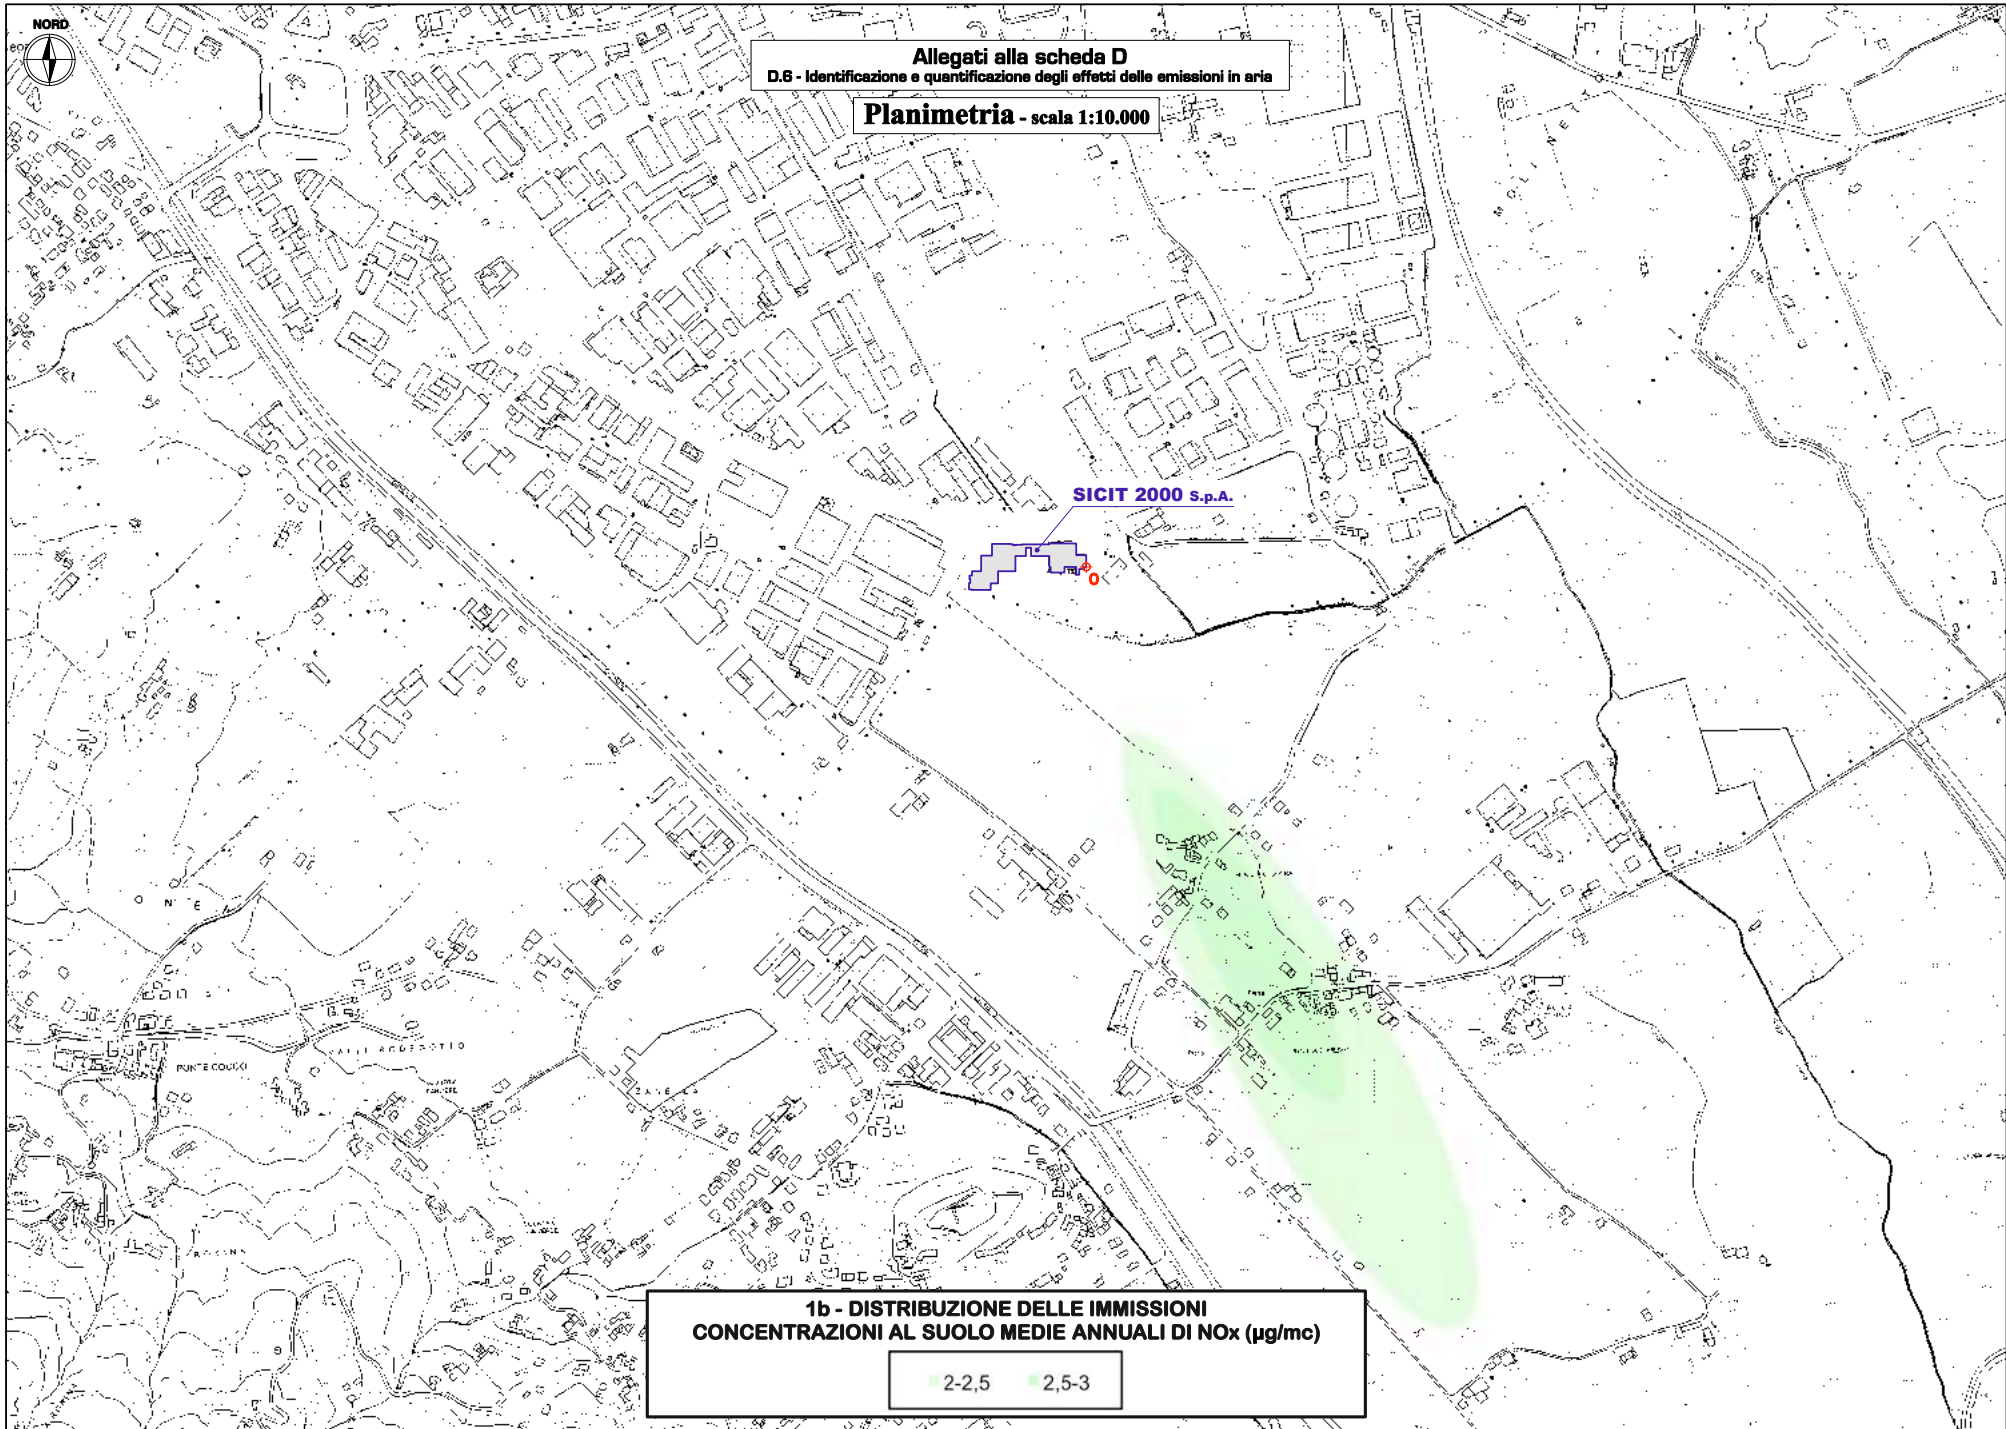 NORD
Allegati alla scheda D
D.6 - Identificazione e quantificazione degli effetti delle emissioni in aria
Planimetria - scala 1:10.000
MOLINETT
SICIT 2000 S.p.A.
0
PONTE COCCO
1b - DISTRIBUZIONE DELLE IMMISSIONI
CONCENTRAZIONI AL SUOLO MEDIE ANNUALI DI NOx (µg/mc)
2-2,5 2,5-3